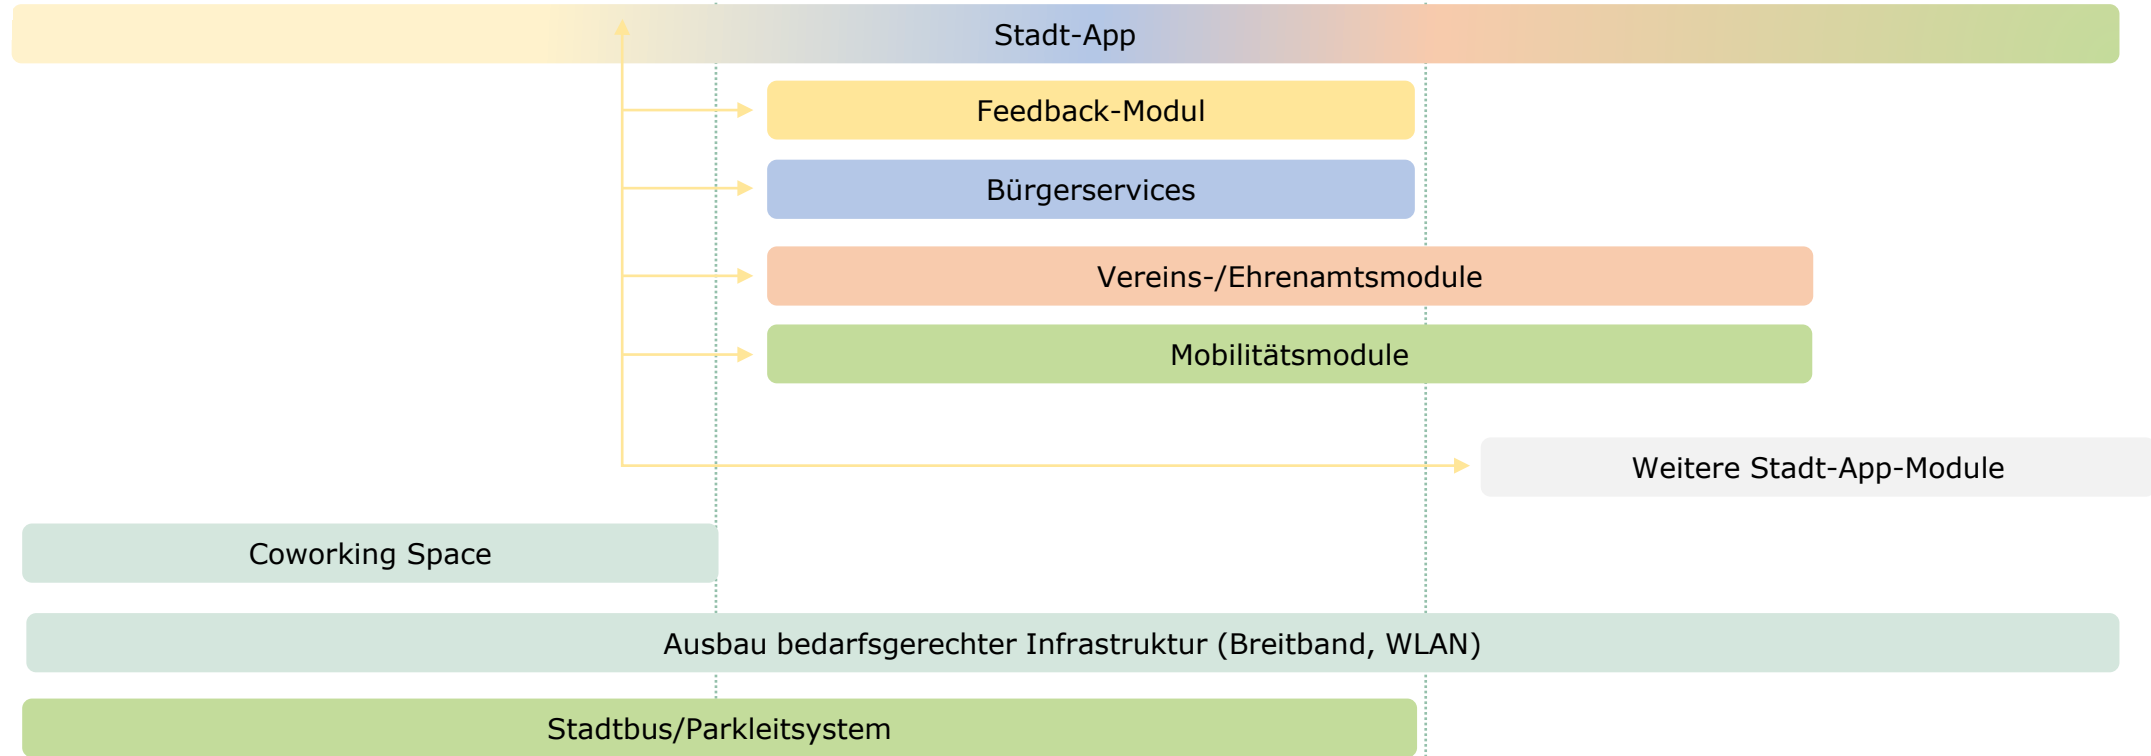 Stadt-App
Feedback-Modul
Bürgerservices
Vereins-/Ehrenamtsmodule
Mobilitätsmodule
Weitere Stadt-App-Module
Coworking Space
Ausbau bedarfsgerechter Infrastruktur (Breitband, WLAN)
Stadtbus/Parkleitsystem